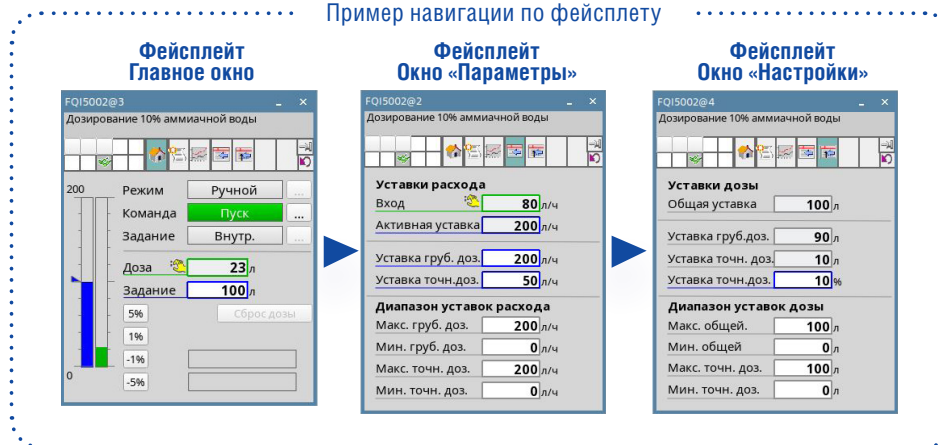 Пример навигации по фейсплету
Фейсплейт
Главное окно
FQI5002@3
Дозирование 10% аммиачной воды
200
Режим Ручной ...
Команда Пуск ...
Задание Внутр. ...
Доза 23 л
Задание 100 л
5% Сброс дозы
1%
-1%
0
-5%
Фейсплейт
Окно «Параметры»
FQI5002@2
Дозирование 10% аммиачной воды
Уставки расхода
Вход 80 л/ч
Активная уставка 200 л/ч
Уставка груб. доз. 200 л/ч
Уставка точн.доз. 50 л/ч
Диапазон уставок расхода
Макс. груб. доз. 200 л/ч
Мин. груб. доз. 0 л/ч
Макс. точн. доз. 200 л/ч
Мин. точн. доз. 0 л/ч
Фейсплейт
Окно «Настройки»
FQI5002@4
Дозирование 10% аммиачной воды
Уставки дозы
Общая уставка 100 л
Уставка груб.доз. 90 л
Уставка точн. доз. 10 л
Уставка точн.доз. 10 %
Диапазон уставок дозы
Макс. общей. 100 л
Мин. общей 0 л
Макс. точн. доз. 100 л
Мин. точн. доз. 0 л